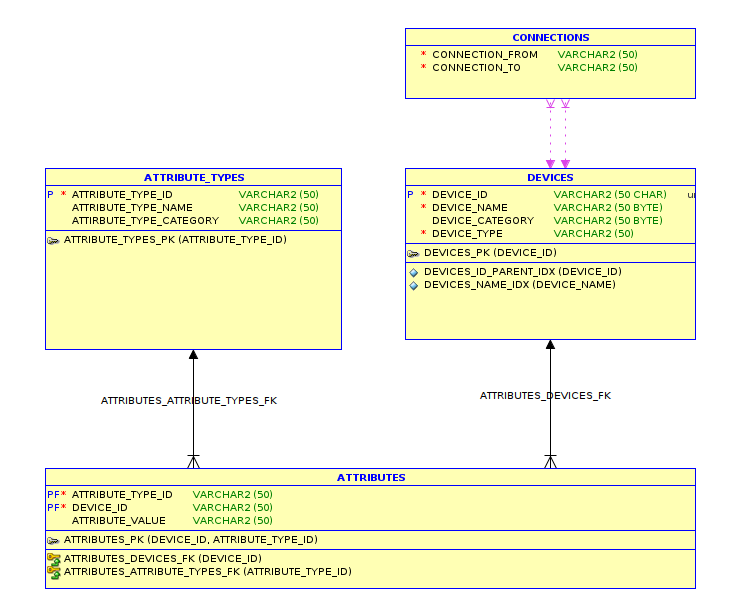 CONNECTIONS
* CONNECTION_FROM VARCHAR2 (50)
* CONNECTION_TO VARCHAR2 (50)
ATTRIBUTE_TYPES
P * ATTRIBUTE_TYPE_ID VARCHAR2 (50)
ATTRIBUTE_TYPE_NAME VARCHAR2 (50)
ATTIRBUTE_TYPE_CATEGORY VARCHAR2 (50)
ATTRIBUTE_TYPES_PK (ATTRIBUTE_TYPE_ID)
DEVICES
P * DEVICE_ID VARCHAR2 (50 CHAR)
* DEVICE_NAME VARCHAR2 (50 BYTE)
DEVICE_CATEGORY VARCHAR2 (50 BYTE)
* DEVICE_TYPE VARCHAR2 (50)
DEVICES_PK (DEVICE_ID)
DEVICES_ID_PARENT_IDX (DEVICE_ID)
DEVICES_NAME_IDX (DEVICE_NAME)
ATTRIBUTES_ATTRIBUTE_TYPES_FK
ATTRIBUTES_DEVICES_FK
ATTRIBUTES
PF* ATTRIBUTE_TYPE_ID VARCHAR2 (50)
PF* DEVICE_ID VARCHAR2 (50)
ATTRIBUTE_VALUE VARCHAR2 (50)
ATTRIBUTES_PK (DEVICE_ID, ATTRIBUTE_TYPE_ID)
ATTRIBUTES_DEVICES_FK (DEVICE_ID)
ATTRIBUTES_ATTRIBUTE_TYPES_FK (ATTRIBUTE_TYPE_ID)